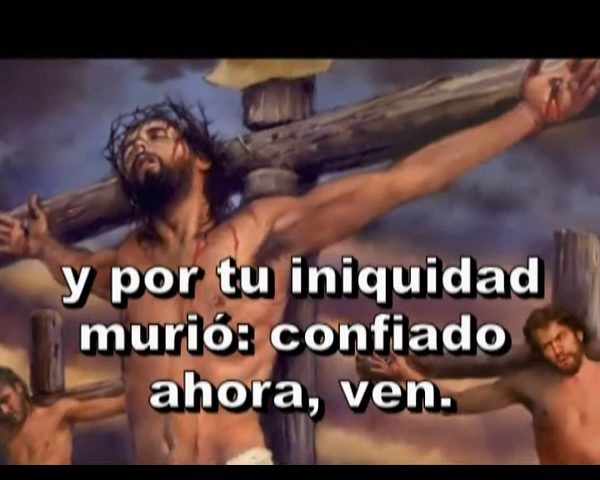 y por tu iniquidad
murió: confiado
ahora, ven.